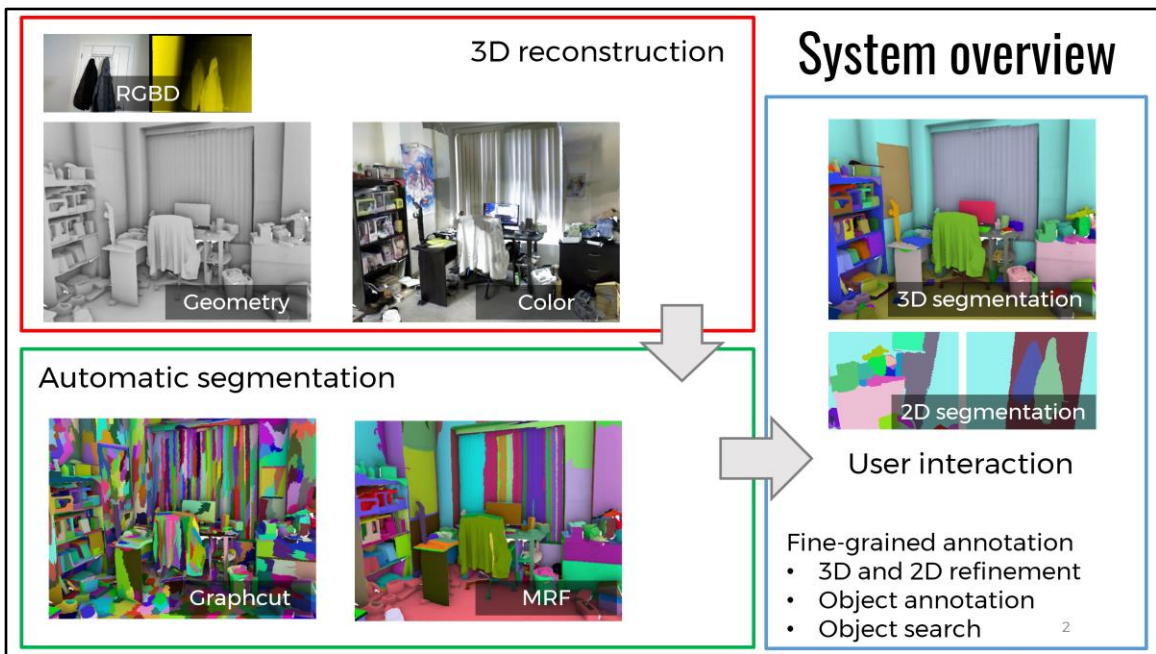 System overview
3D reconstruction
RGBD
Geometry
Color
Automatic segmentation
Graphcut
MRF
3D segmentation
2D segmentation
User interaction
Fine-grained annotation
• 3D and 2D refinement
• Object annotation
• Object search
2